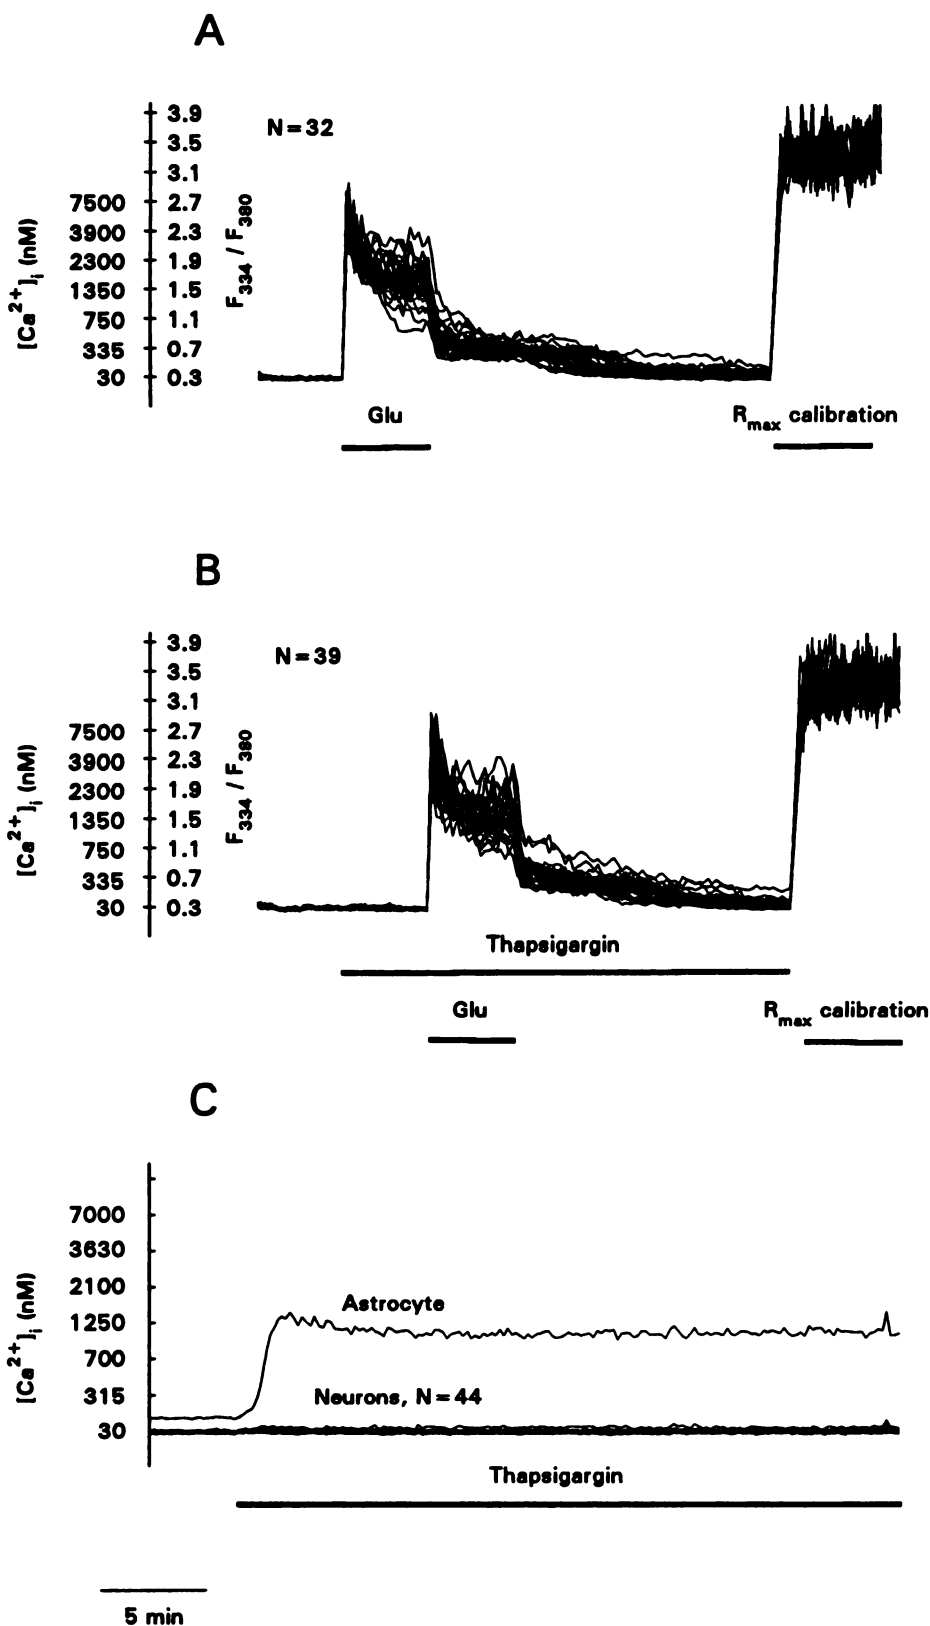 A
N=32
[Ca2+]i (nM)
F334 / F380
3.9
3.5
3.1
7500 2.7
3900 2.3
2300 1.9
1350 1.5
750 1.1
335 0.7
30 0.3
Glu
Rmax calibration
B
N=39
[Ca2+]i (nM)
F334 / F380
3.9
3.5
3.1
7500 2.7
3900 2.3
2300 1.9
1350 1.5
750 1.1
335 0.7
30 0.3
Thapsigargin
Glu
Rmax calibration
C
[Ca2+]i (nM)
7000
3630
2100
1250
700
315
30
Astrocyte
Neurons, N=44
Thapsigargin
5 min